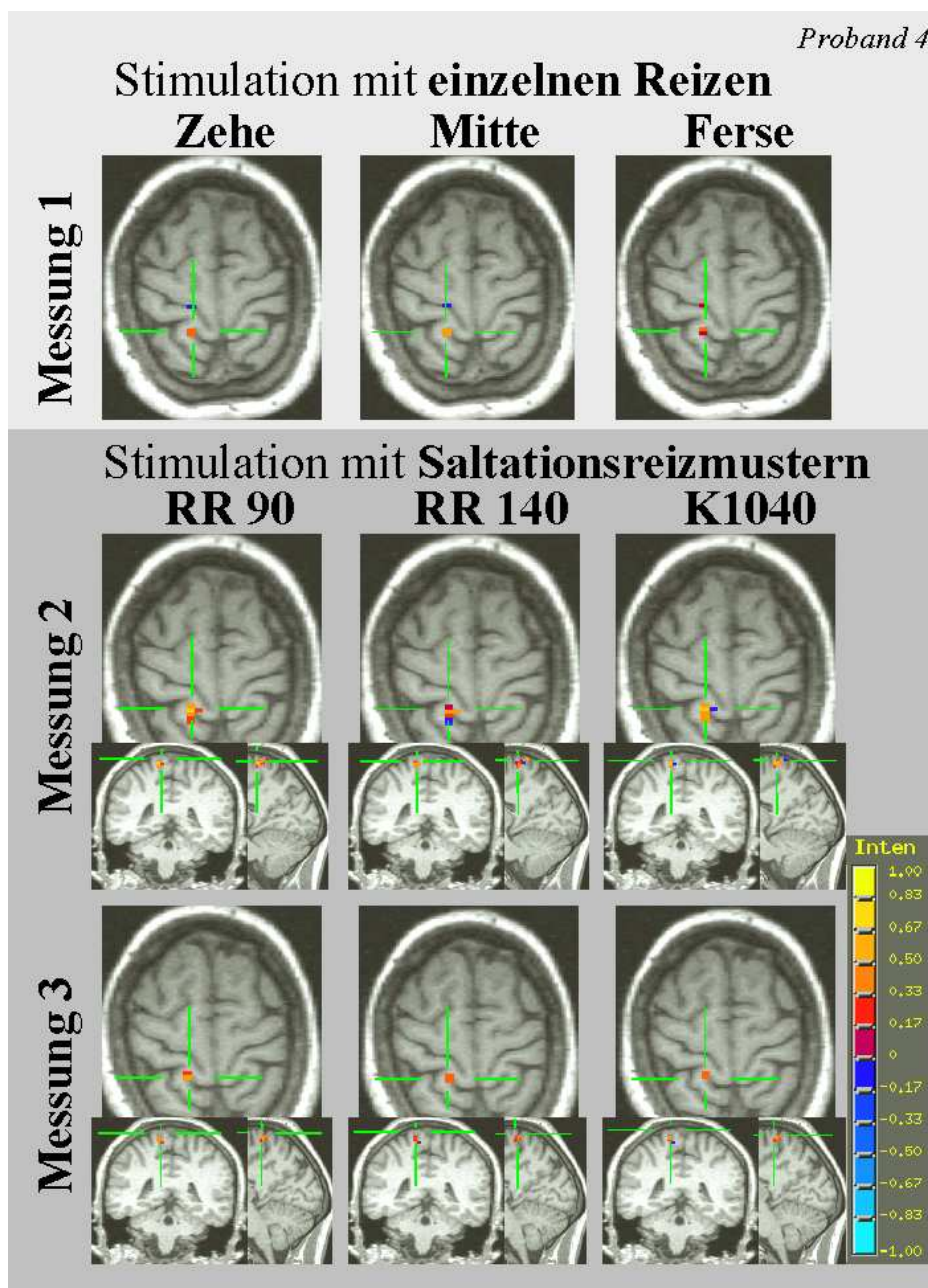 Proband 4
Stimulation mit einzelnen Reizen
Zehe Mitte Ferse
Messung 1
Stimulation mit Saltationsreizmustern
RR 90 RR 140 K1040
Messung 2
Messung 3
Inten
1.00
0.83
0.67
0.50
0.33
0.17
0
-0.17
-0.33
-0.50
-0.67
-0.83
-1.00